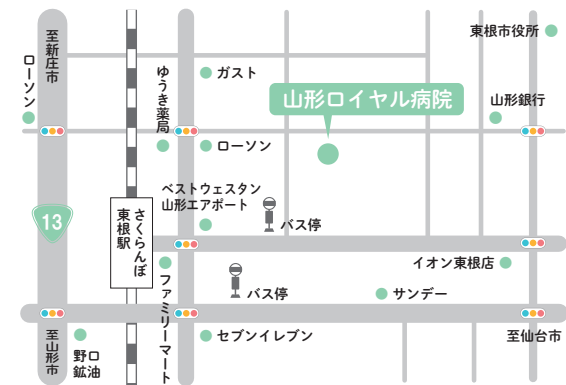 至新庄市
ローソン
ゆうき薬局
ガスト
東根市役所
山形ロイヤル病院
山形銀行
ローソン
ベストウェスタン
山形エアポート
バス停
13
さくらんぼ
東根駅
イオン東根店
ファミリーマート
バス停
サンデー
至山形市
野口
鉱油
セブンイレブン
至仙台市